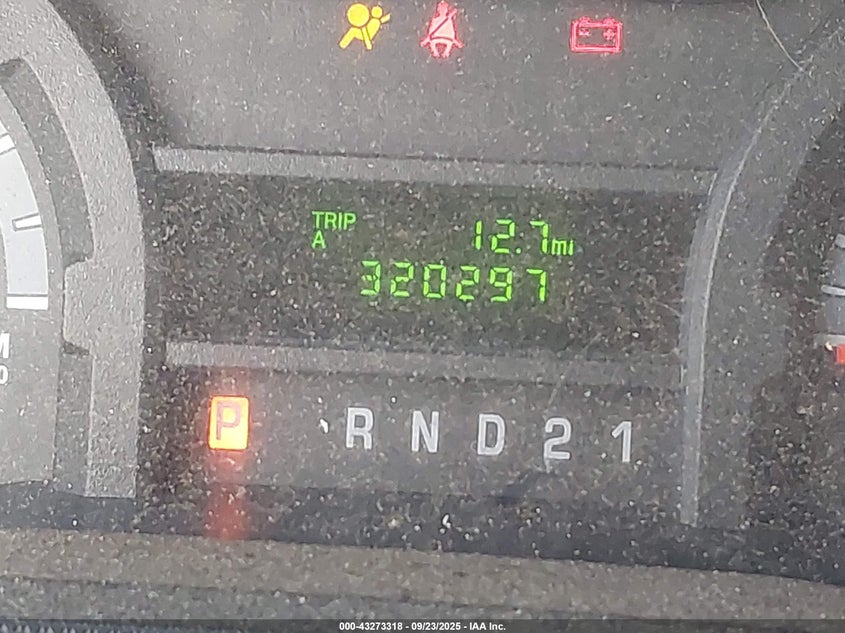 TRIP
A
12.7mi
320297
P R N D 2 1
000-43273318 - 09/23/2025 - IAA Inc.